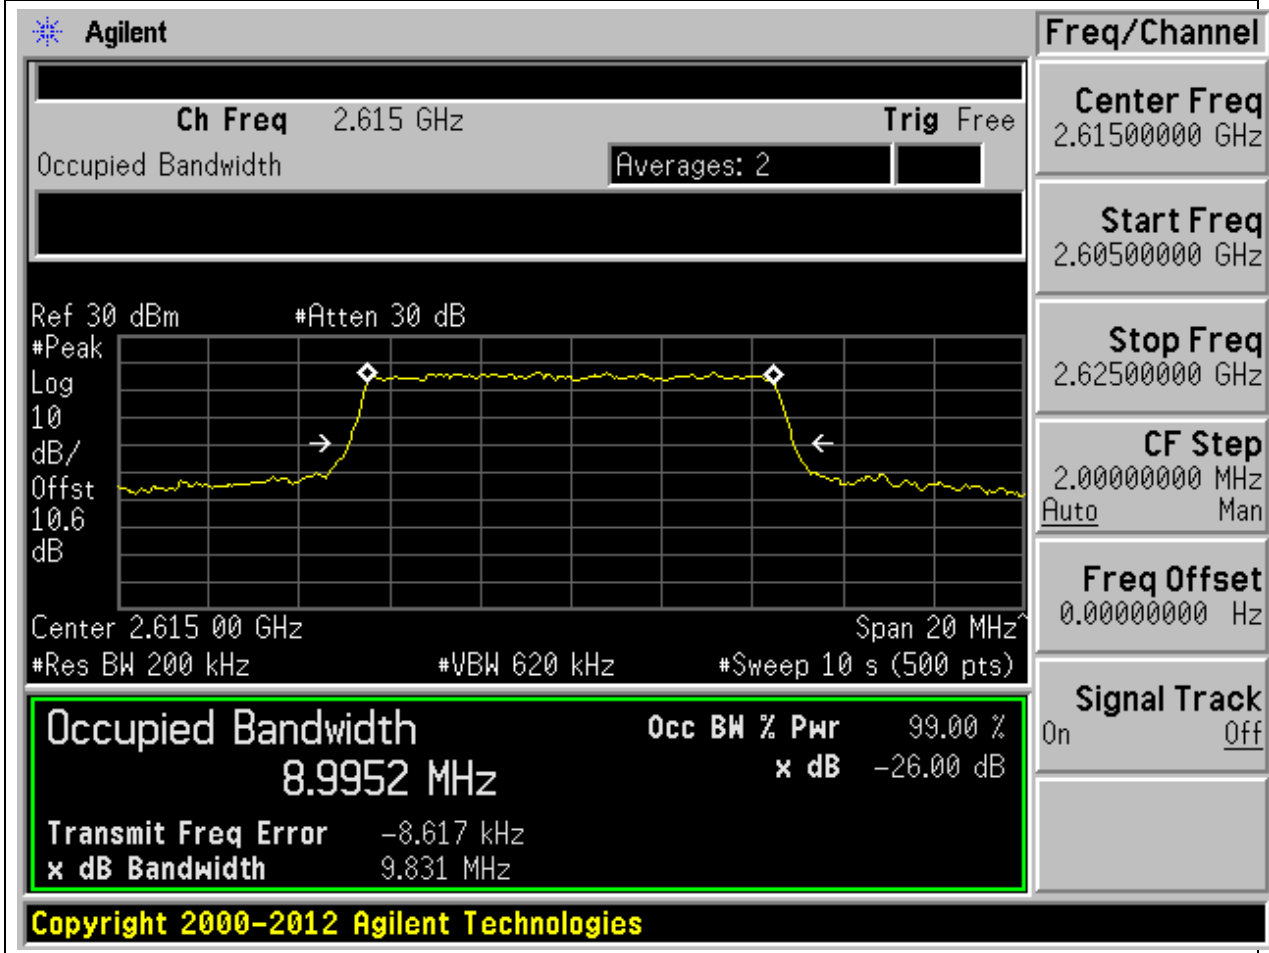 Agilent
Freq/Channel
Ch Freq 2.615 GHz Trig Free
Occupied Bandwidth Averages: 2
Center Freq
2.61500000 GHz
Start Freq
2.60500000 GHz
Stop Freq
2.62500000 GHz
CF Step
2.00000000 MHz
Auto Man
Freq Offset
0.00000000 Hz
Signal Track
On Off
Ref 30 dBm #Atten 30 dB
#Peak
Log
10
dB/
Offst
10.6
dB
Center 2.615 00 GHz Span 20 MHz^
#Res BW 200 kHz #VBW 620 kHz #Sweep 10 s (500 pts)
Occupied Bandwidth Occ BW % Pwr 99.00 %
8.9952 MHz x dB -26.00 dB
Transmit Freq Error -8.617 kHz
x dB Bandwidth 9.831 MHz
Copyright 2000-2012 Agilent Technologies